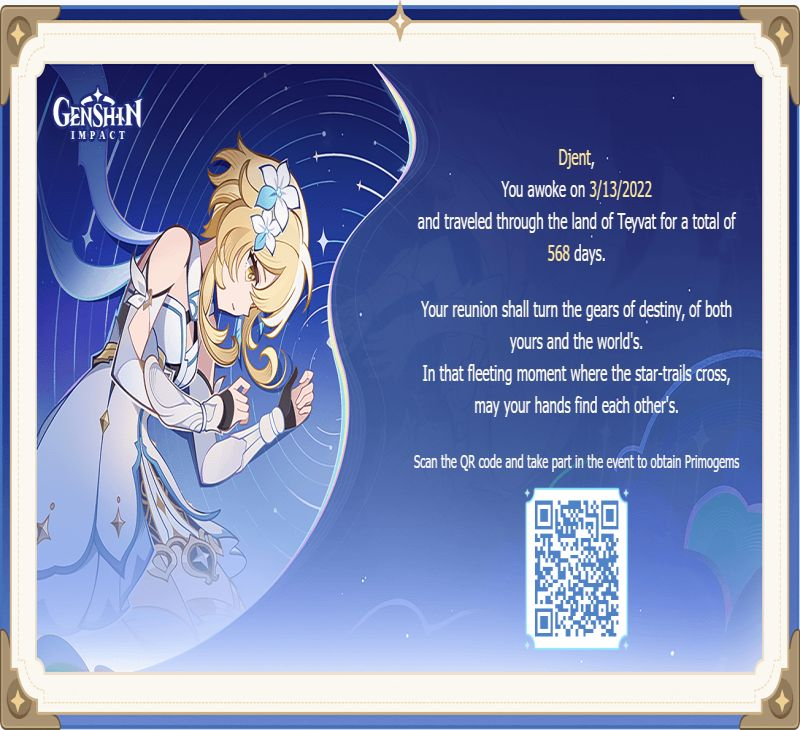 GENSHIN
IMPACT
Djent,
You awoke on 3/13/2022
and traveled through the land of Teyvat for a total of
568 days.
Your reunion shall turn the gears of destiny, of both
yours and the world's.
In that fleeting moment where the star-trails cross,
may your hands find each other's.
Scan the QR code and take part in the event to obtain Primogems